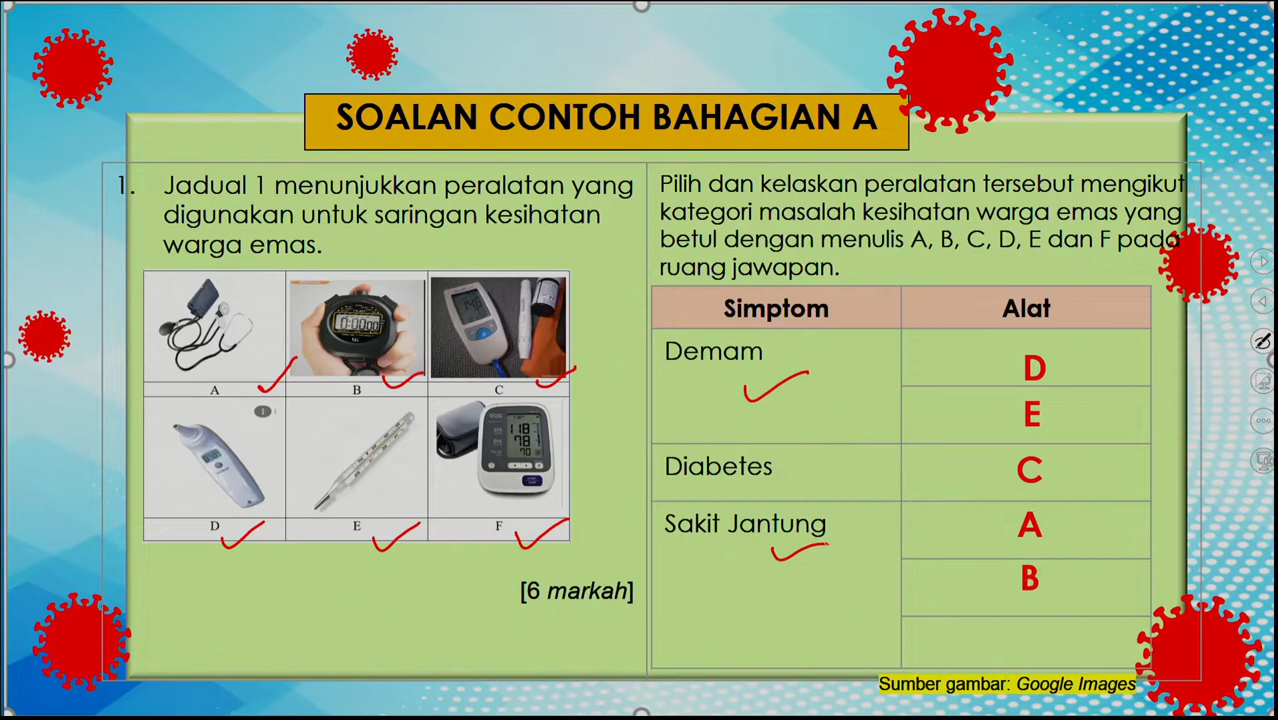 SOALAN CONTOH BAHAGIAN A
1. Jadual 1 menunjukkan peralatan yang
digunakan untuk saringan kesihatan
warga emas.
A
B
C
D
E
F
[6 markah]
Pilih dan kelaskan peralatan tersebut mengikut
kategori masalah kesihatan warga emas yang
betul dengan menulis A, B, C, D, E dan F pada
ruang jawapan.
Simptom Alat
Demam D
E
Diabetes C
Sakit Jantung A
B
Sumber gambar: Google Images